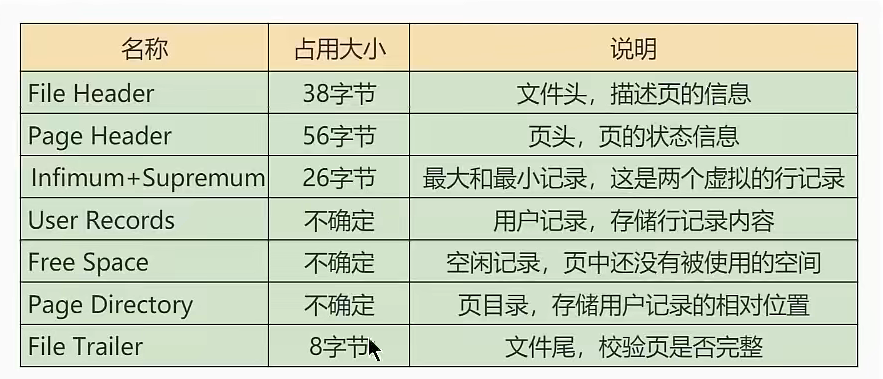 名称 占用大小 说明
File Header 38字节 文件头，描述页的信息
Page Header 56字节 页头，页的状态信息
Infimum+Supremum 26字节 最大和最小记录，这是两个虚拟的行记录
User Records 不确定 用户记录，存储行记录内容
Free Space 不确定 空闲记录，页中还没有被使用的空间
Page Directory 不确定 页目录，存储用户记录的相对位置
File Trailer 8字节 文件尾，校验页是否完整